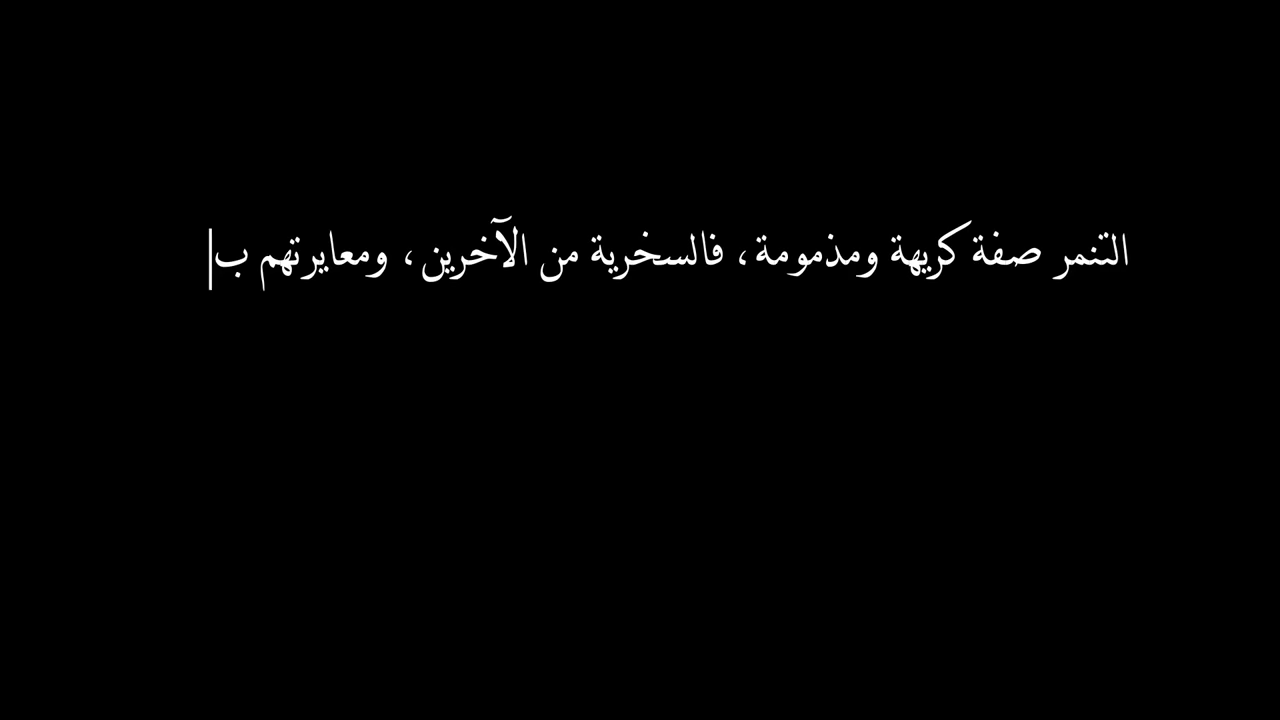 التنمر صفة كريهة ومذمومة، فالسخرية من الآخرين، ومعايرتهم ب